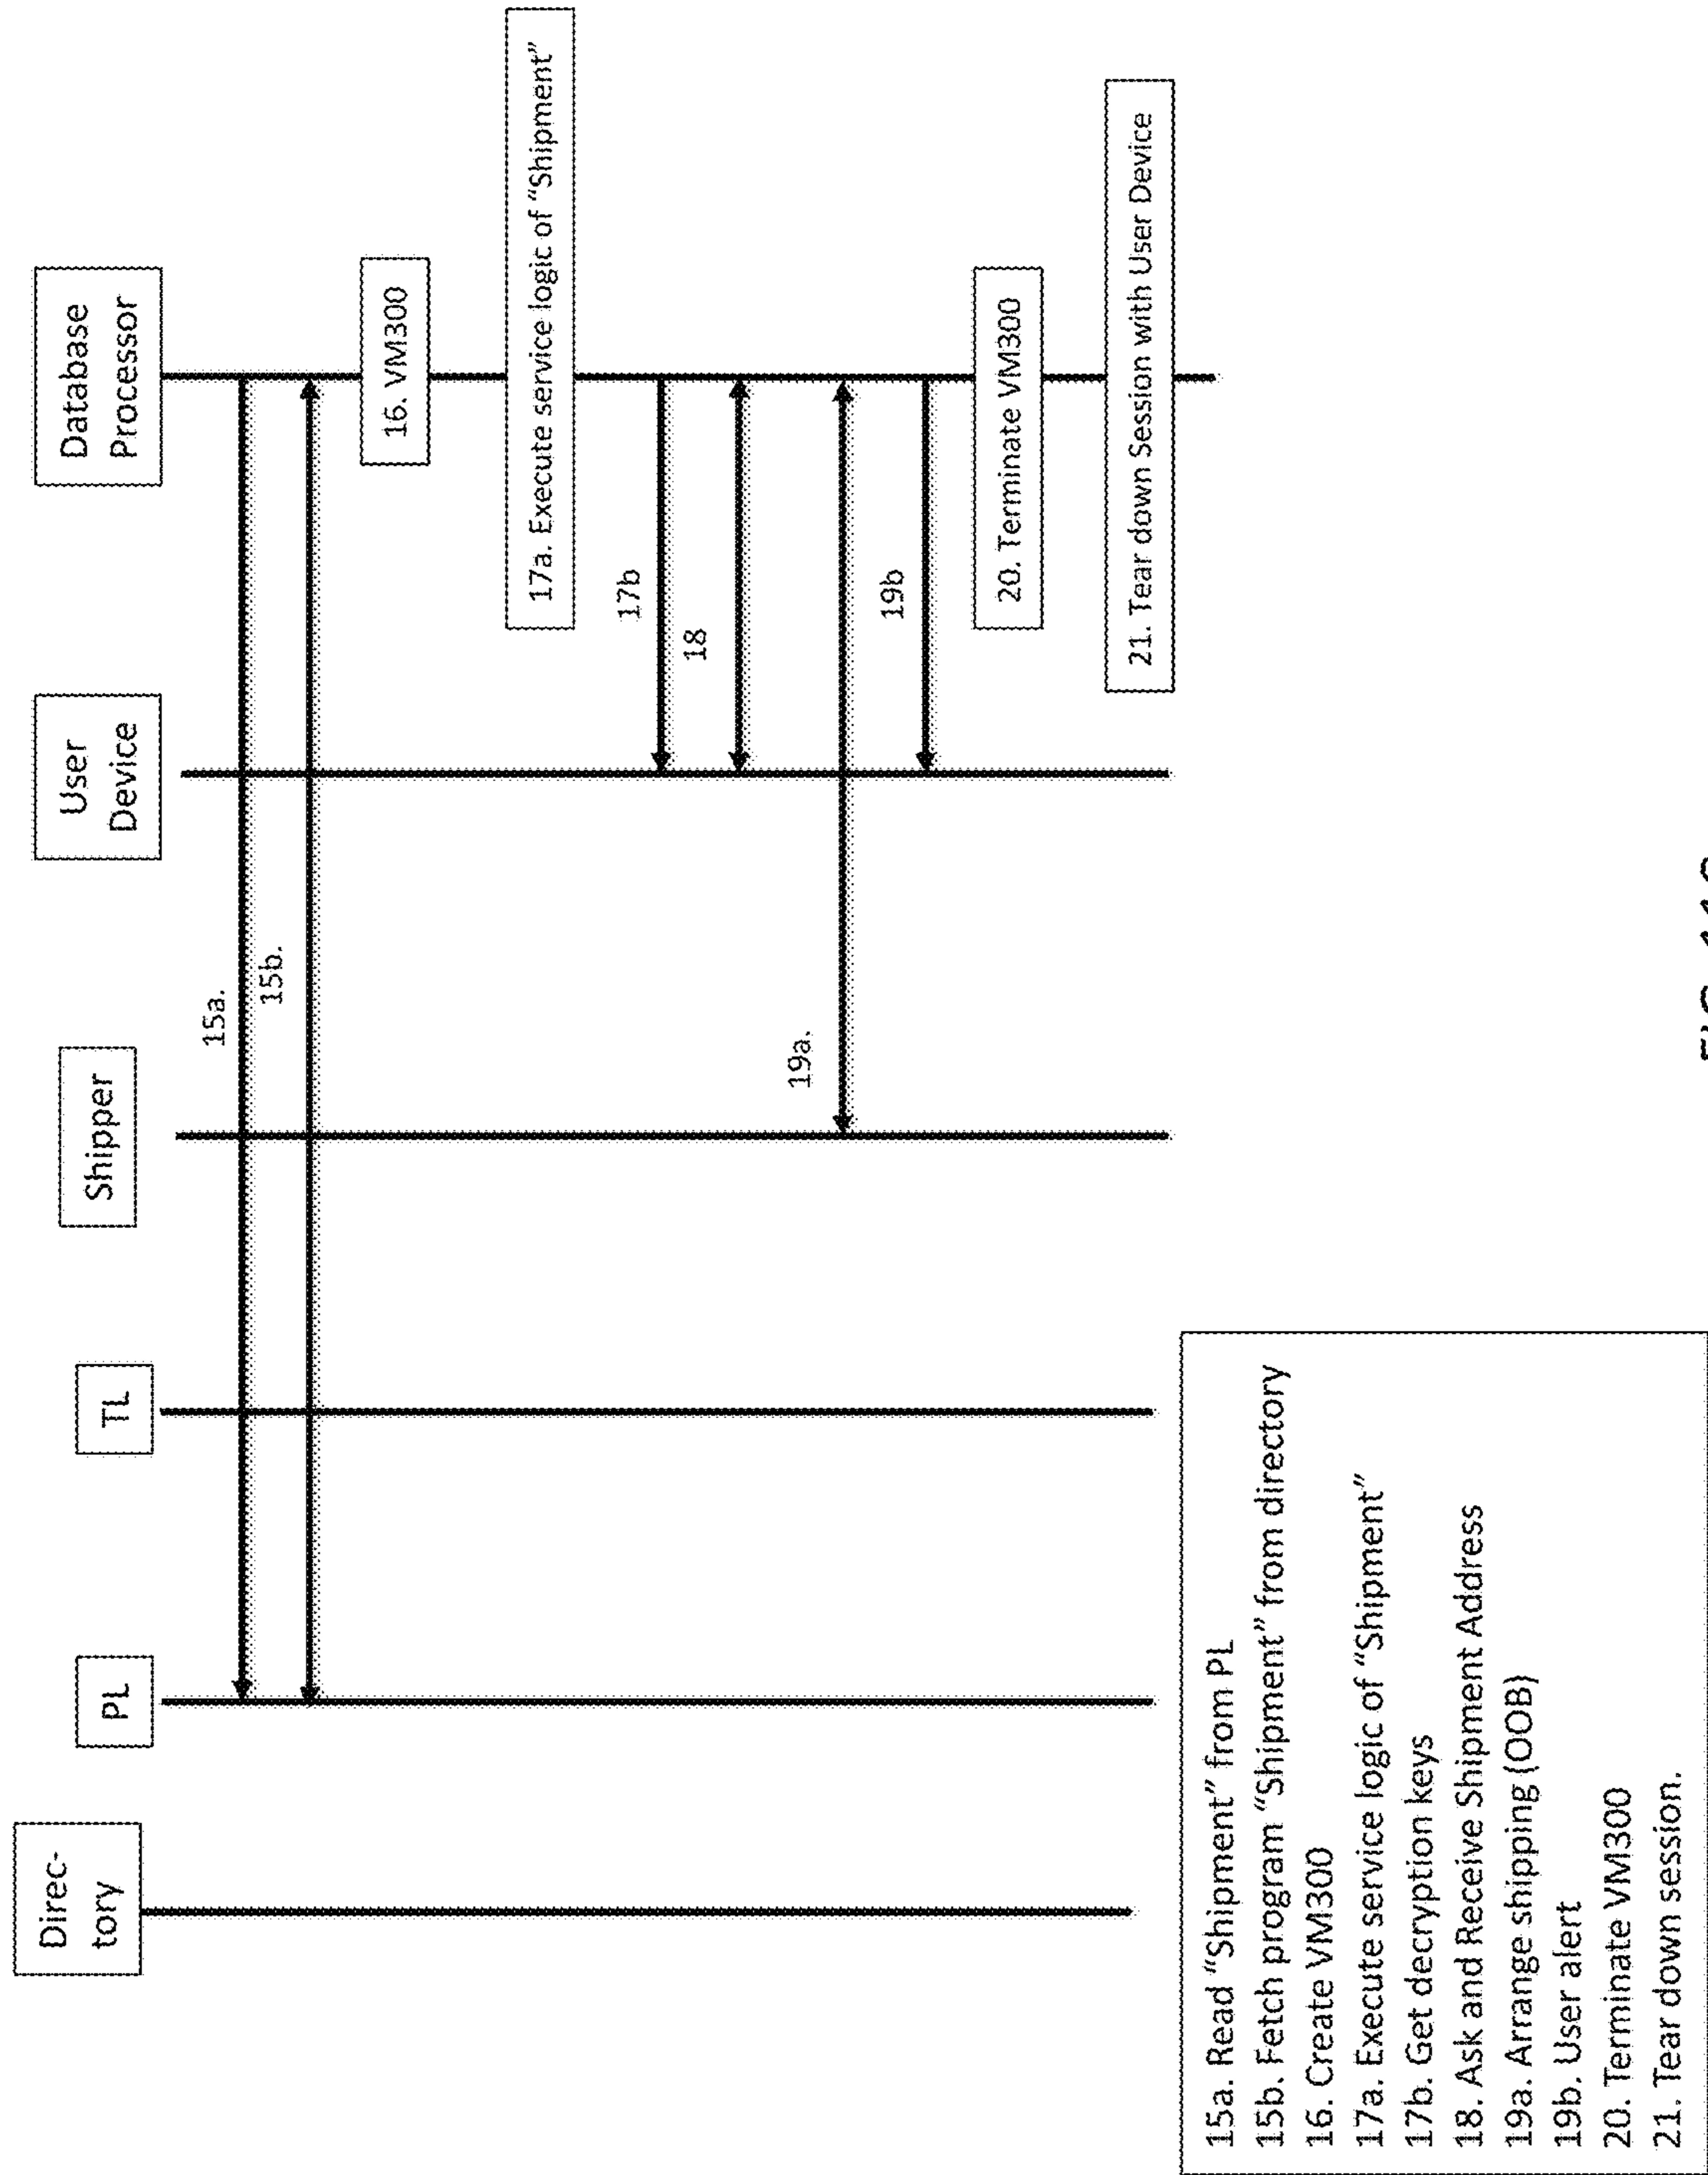 Direc-
tory
PL
TL
Shipper
User
Device
Database
Processor
15a.
15b.
16. VM300
17a. Execute service logic of “Shipment”
17b
18
19a.
19b
20. Terminate VM300
21. Tear down Session with User Device
15a. Read “Shipment” from PL
15b. Fetch program “Shipment” from directory
16. Create VM300
17a. Execute service logic of “Shipment”
17b. Get decryption keys
18. Ask and Receive Shipment Address
19a. Arrange shipping (OOB)
19b. User alert
20. Terminate VM300
21. Tear down session.